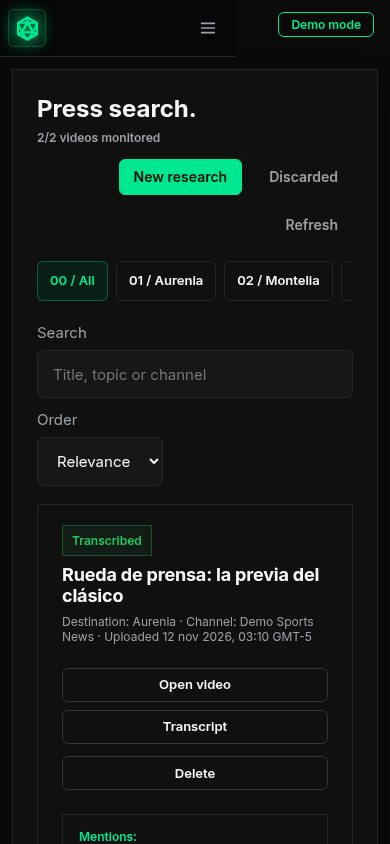 Demo mode
Press search.
2/2 videos monitored
New research
Discarded
Refresh
00 / All
01 / Aurenia
02 / Montelia
Search
Title, topic or channel
Order
Relevance
Transcribed
Rueda de prensa: la previa del
clásico
Destination: Aurenia · Channel: Demo Sports
News · Uploaded 12 nov 2026, 03:10 GMT-5
Open video
Transcript
Delete
Mentions: